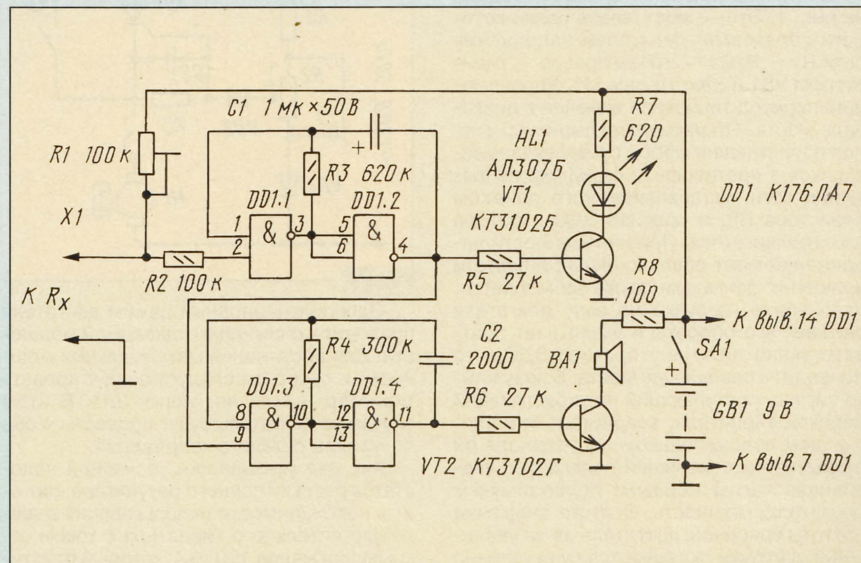 C1 1 мк × 50 В
R7
620
R1 100 к
+
620 к
R3
HL1
АЛ307Б
VT1
КТ3102Б
DD1 К176 ЛА7
X1
DD1.1
DD1.2
1
2
&
3
5
6
&
4
R2 100 к
R5 27 к
R8
100
К Rx
К выв. 14 DD1
R4 300 к
C2
2000
BA1
SA1
+
DD1.3
DD1.4
8
9
&
10
12
13
&
11
R6 27 к
GB1 9 В
-
VT2 КТ3102Г
К выв. 7 DD1